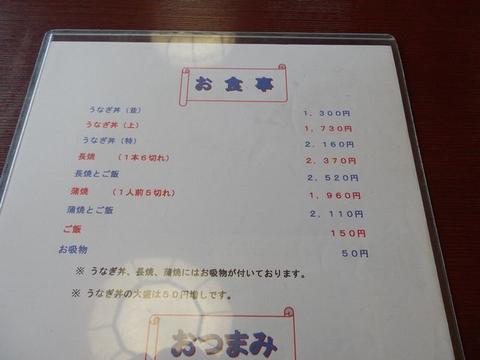 お食事
うなぎ丼（並） 1，300円
うなぎ丼（上） 1，730円
うなぎ丼（特） 2，160円
長焼 （1本6切れ） 2，370円
長焼とご飯 2，520円
蒲焼 （1人前5切れ） 1，960円
蒲焼とご飯 2，110円
ご飯 150円
お吸物 50円
※ うなぎ丼、長焼、蒲焼にはお吸物が付いております。
※ うなぎ丼の大盛は50円増しです。
おつまみ